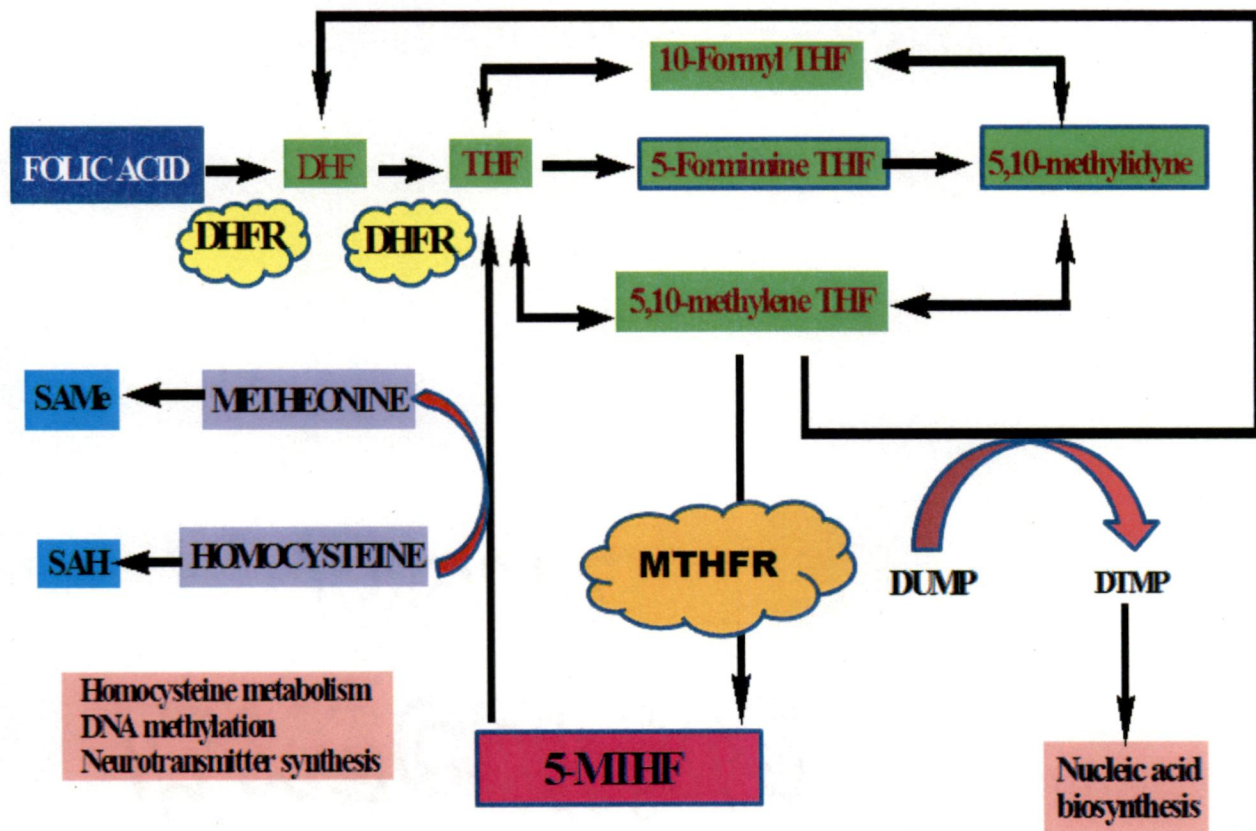 10-Formyl THF
FOLIC ACID
DHF
THF
5-Formimine THF
5,10-methylidyne
DHFR
DHFR
5,10-methylene THF
SAMe
METHEONINE
SAH
HOMOCYSTEINE
MTHFR
DUMP
DTMP
Homocysteine metabolism
DNA methylation
Neurotransmitter synthesis
5-MTHF
Nucleic acid
biosynthesis